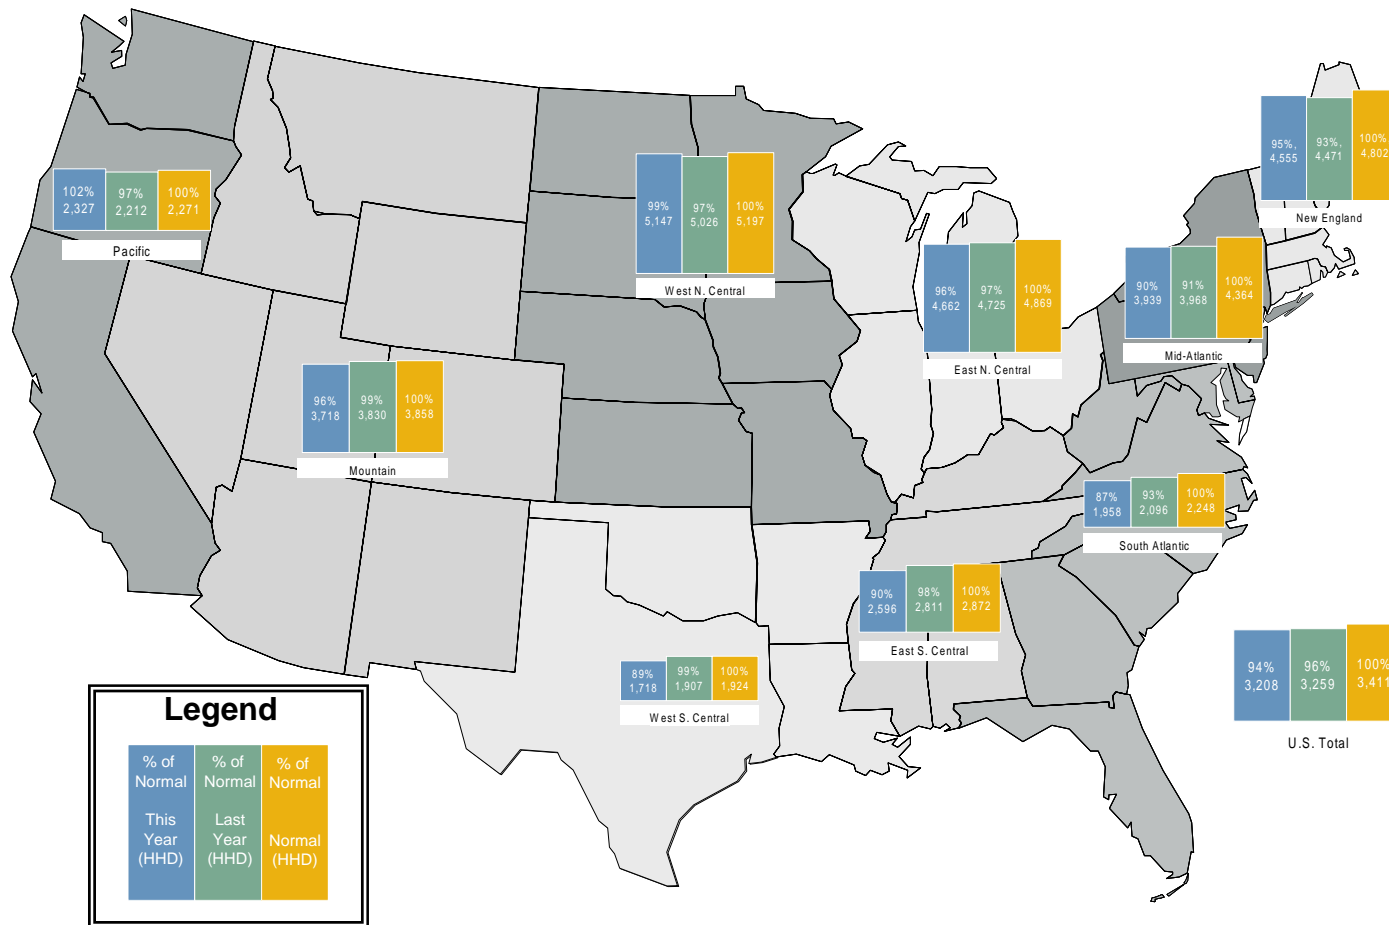 95%,
4,555
93%,
4,471
100%
4,802
New England
102%
2,327
97%
2,212
100%
2,271
Pacific
99%
5,147
97%
5,026
100%
5,197
West N. Central
96%
4,662
97%
4,725
100%
4,869
East N. Central
90%
3,939
91%
3,968
100%
4,364
Mid-Atlantic
96%
3,718
99%
3,830
100%
3,858
Mountain
87%
1,958
93%
2,096
100%
2,248
South Atlantic
90%
2,596
98%
2,811
100%
2,872
East S. Central
89%
1,718
99%
1,907
100%
1,924
West S. Central
94%
3,208
96%
3,259
100%
3,411
U.S. Total
Legend
% of
Normal
This
Year
(HHD)
% of
Normal
Last
Year
(HHD)
% of
Normal
Normal
(HHD)